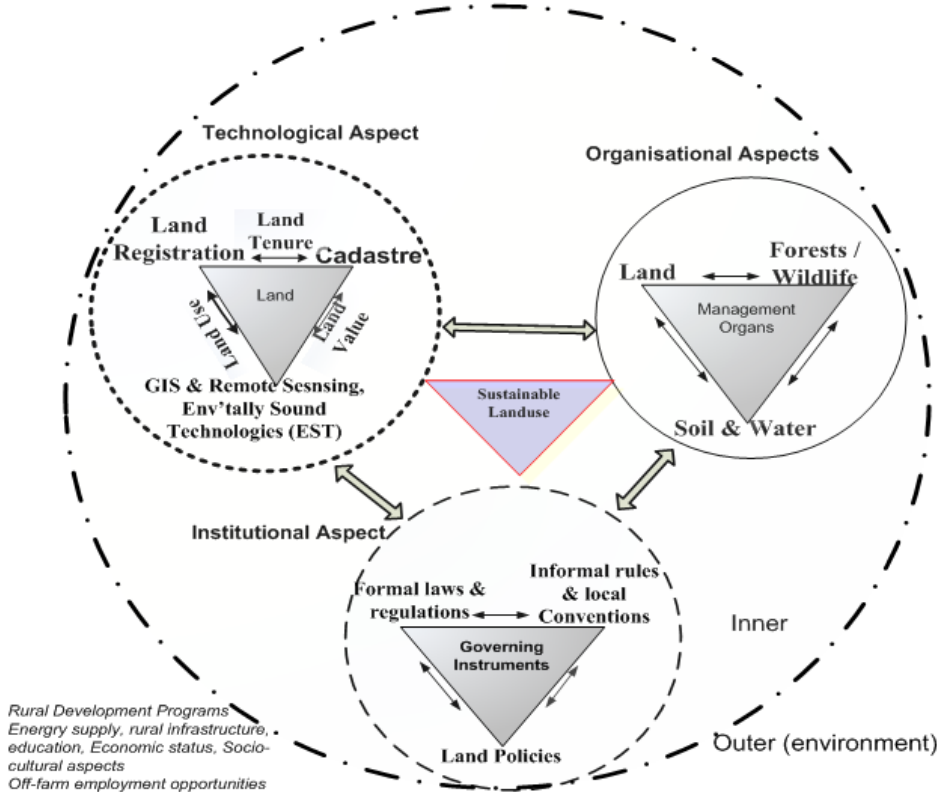 Technological Aspect
Organisational Aspects
Land
Registration
Land
Tenure
Cadastre
Land
Land Use
Land
Value
GIS & Remote Sesnsing,
Env'tally Sound
Technologies (EST)
Land
Forests /
Wildlife
Management
Organs
Soil & Water
Sustainable
Landuse
Institutional Aspect
Formal laws &
regulations
Informal rules
& local
Conventions
Governing
Instruments
Land Policies
Inner
Outer (environment)
Rural Development Programs
Energry supply, rural infrastructure,
education, Economic status, Socio-
cultural aspects
Off-farm employment opportunities